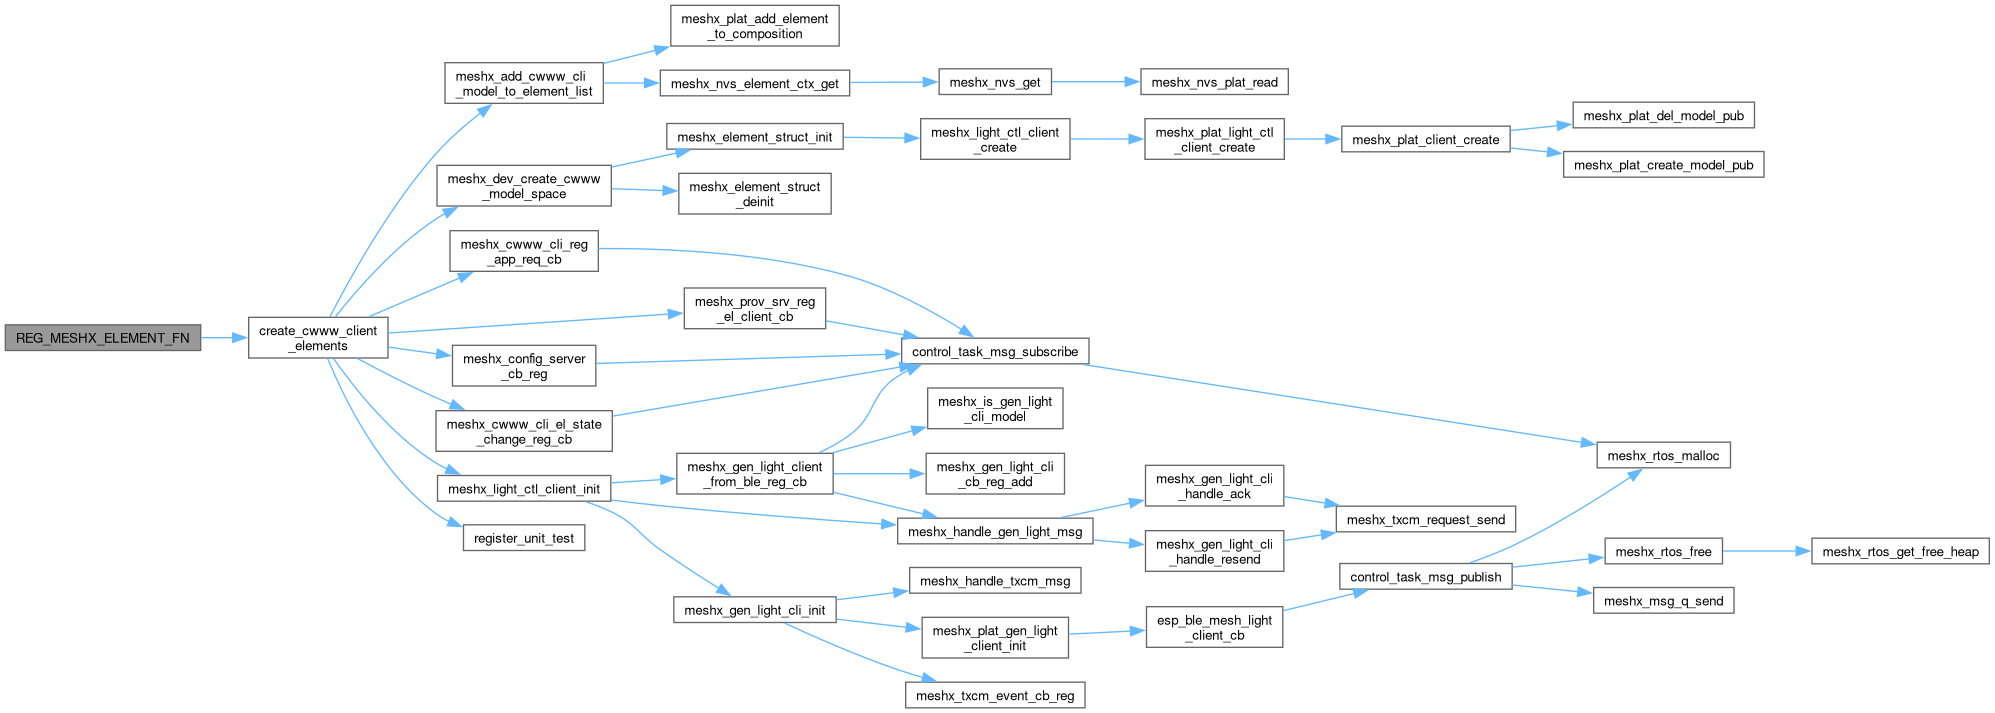 REG_MESHX_ELEMENT_FN
create_cwww_client
_elements
meshx_add_cwww_cli
_model_to_element_list
meshx_plat_add_element
_to_composition
meshx_nvs_element_ctx_get
meshx_nvs_get
meshx_nvs_plat_read
meshx_dev_create_cwww
_model_space
meshx_element_struct_init
meshx_light_ctl_client
_create
meshx_plat_light_ctl
_client_create
meshx_plat_client_create
meshx_plat_del_model_pub
meshx_plat_create_model_pub
meshx_element_struct
_deinit
meshx_cwww_cli_reg
_app_req_cb
meshx_prov_srv_reg
_el_client_cb
meshx_config_server
_cb_reg
control_task_msg_subscribe
meshx_cwww_cli_el_state
_change_reg_cb
meshx_is_gen_light
_cli_model
meshx_rtos_malloc
meshx_light_ctl_client_init
meshx_gen_light_client
_from_ble_reg_cb
meshx_gen_light_cli
_cb_reg_add
meshx_gen_light_cli
_handle_ack
meshx_txcm_request_send
register_unit_test
meshx_handle_gen_light_msg
meshx_gen_light_cli
_handle_resend
meshx_rtos_free
meshx_rtos_get_free_heap
meshx_handle_txcm_msg
control_task_msg_publish
meshx_msg_q_send
meshx_gen_light_cli_init
meshx_plat_gen_light
_client_init
esp_ble_mesh_light
_client_cb
meshx_txcm_event_cb_reg